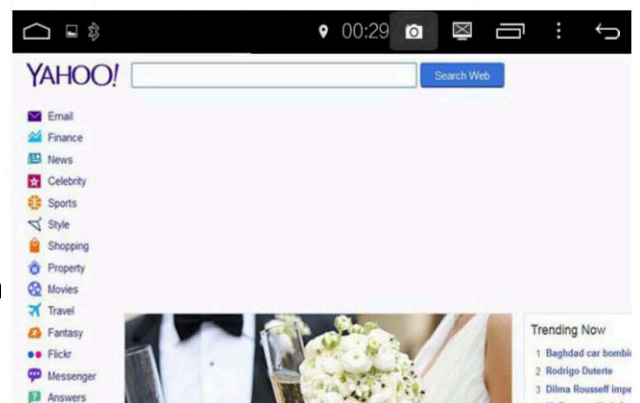 00:29
YAHOO!
Search Web
Email
Finance
News
Celebrity
Sports
Style
Shopping
Property
Movies
Travel
Fantasy
Flickr
Messenger
Answers
Trending Now
1 Baghdad car bombi
2 Rodrigo Duterte
3 Dilma Rousseff impe